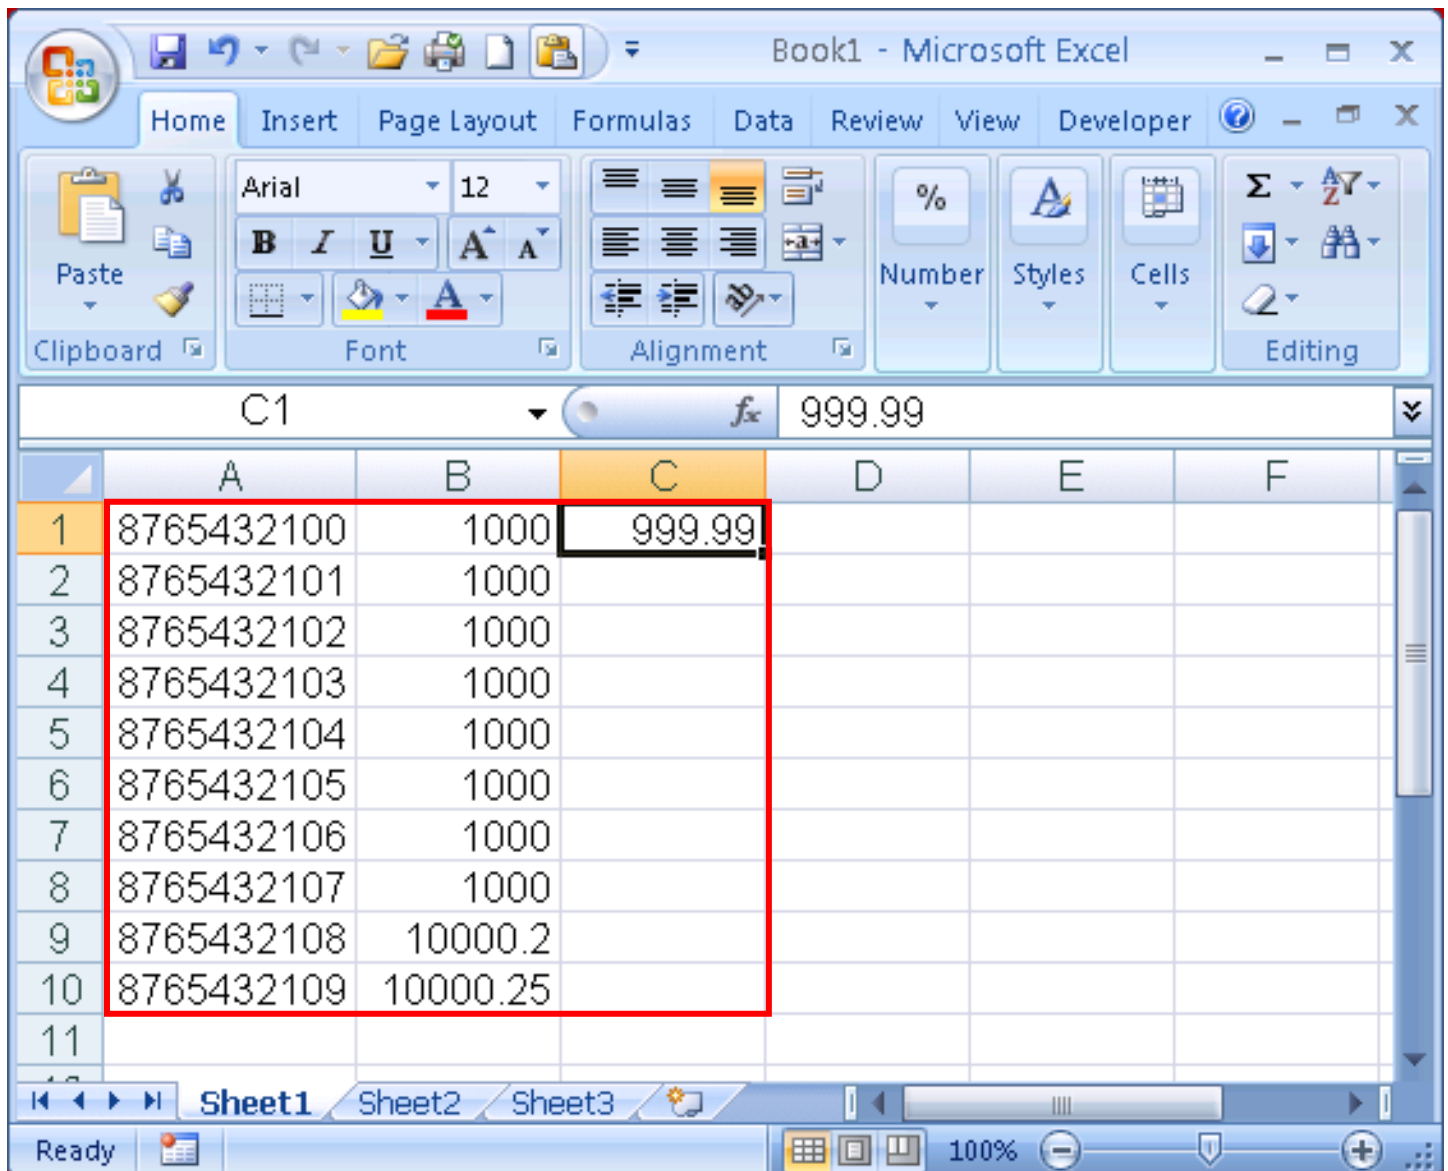 Book1 - Microsoft Excel
Home Insert Page Layout Formulas Data Review View Developer
Arial 12
B I U A A
% A Σ A Z
Paste Number Styles Cells
A
Clipboard Font Alignment Editing
C1 fx 999.99
A B C D E F
1 8765432100 1000 999.99
2 8765432101 1000
3 8765432102 1000
4 8765432103 1000
5 8765432104 1000
6 8765432105 1000
7 8765432106 1000
8 8765432107 1000
9 8765432108 10000.2
10 8765432109 10000.25
11
Sheet1 Sheet2 Sheet3
Ready 100%